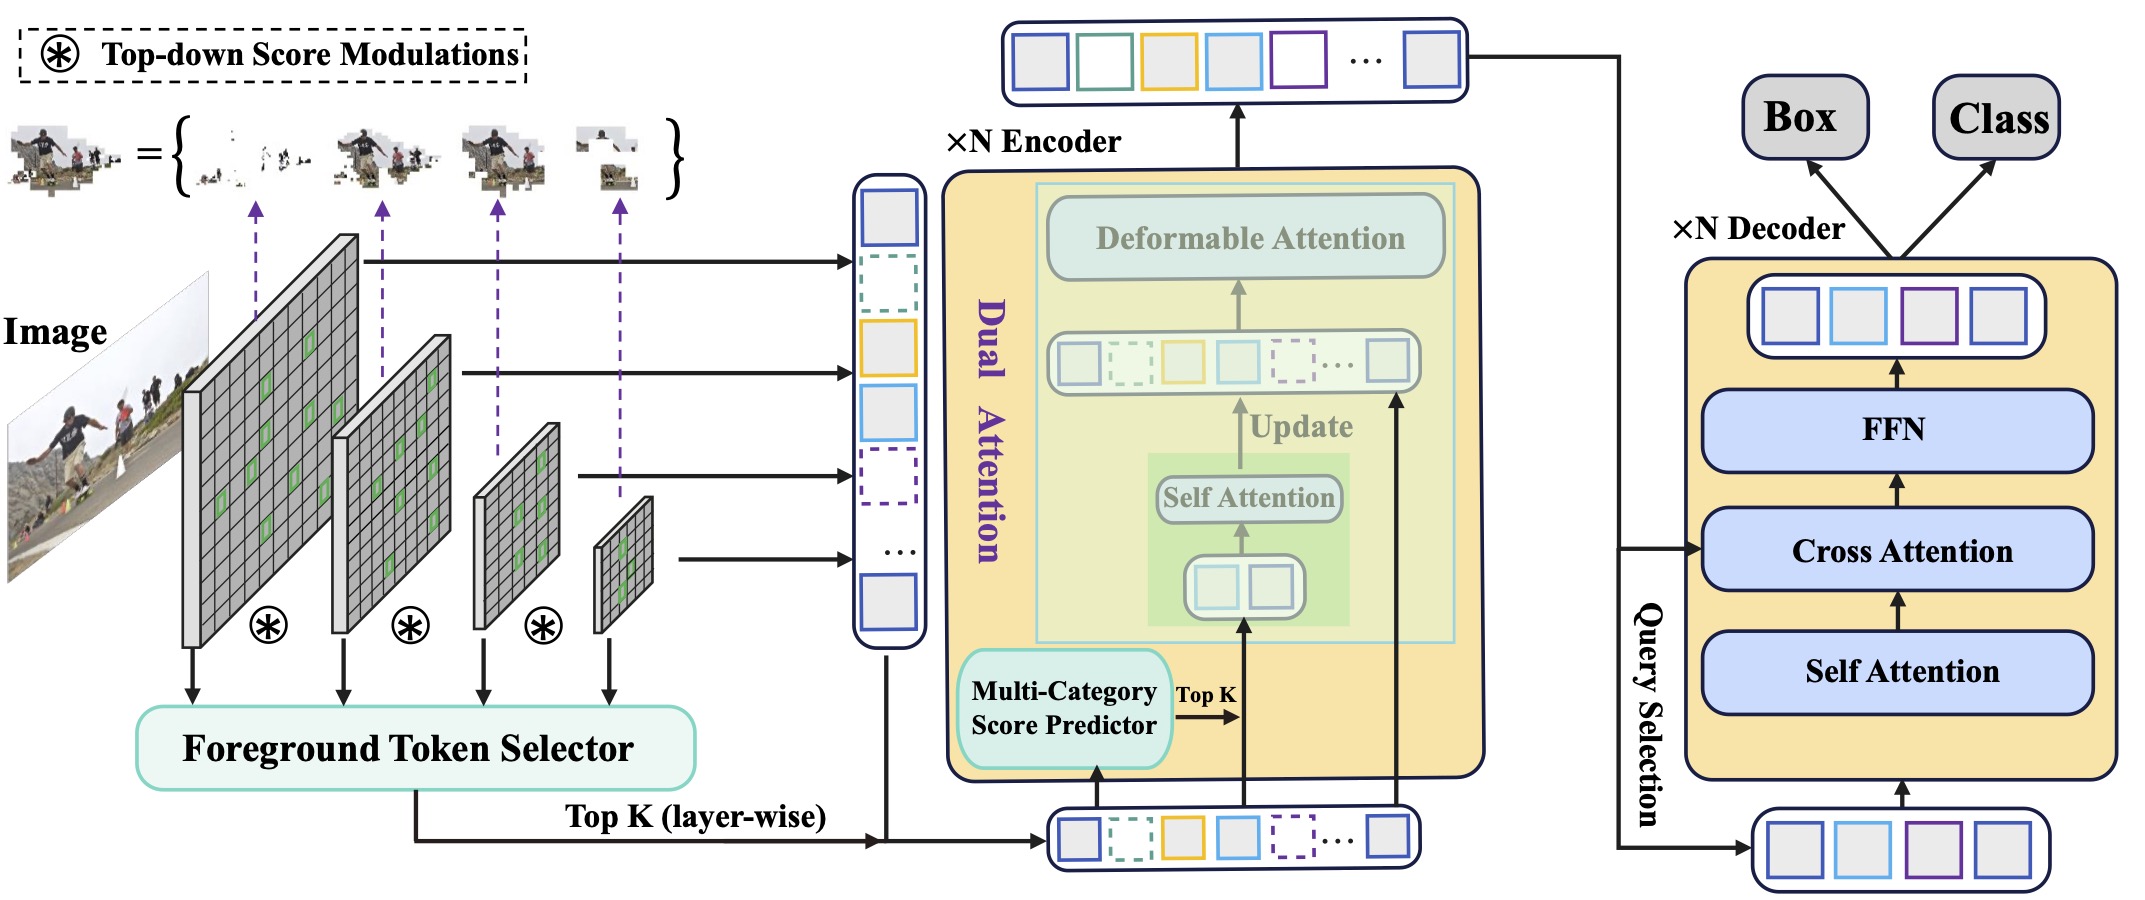 Top-down Score Modulations
Image
Foreground Token Selector
Top K (layer-wise)
×N Encoder
Dual Attention
Deformable Attention
Update
Self Attention
Multi-Category
Score Predictor
Top K
Query Selection
Box
Class
×N Decoder
FFN
Cross Attention
Self Attention